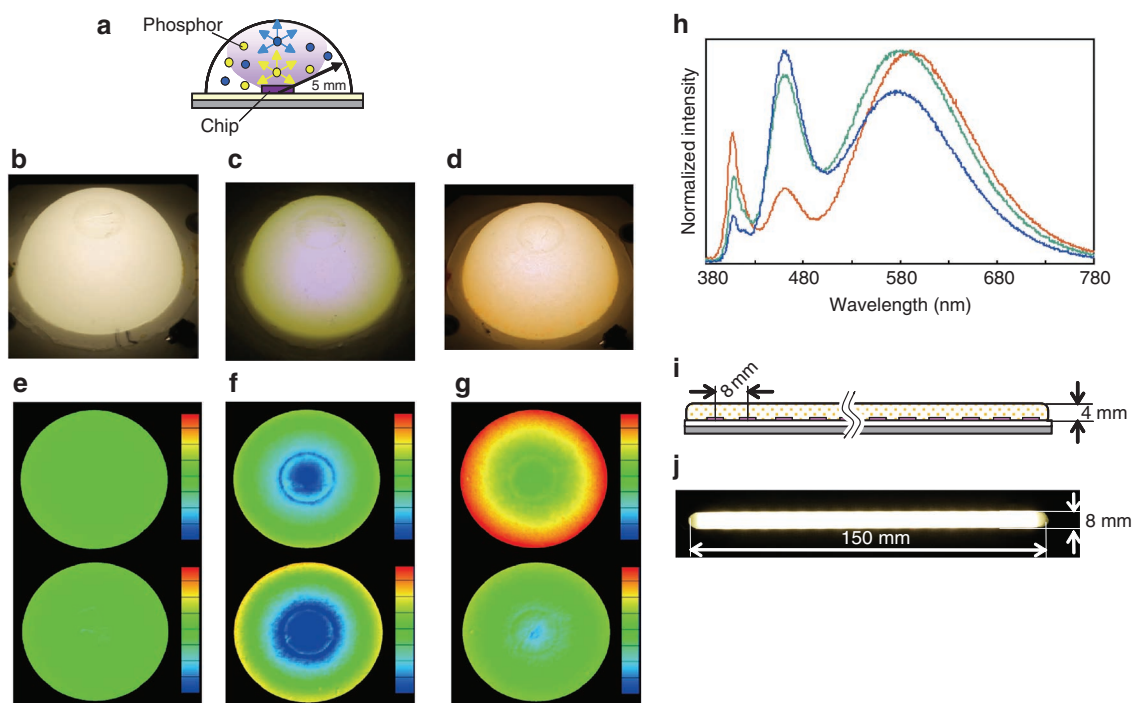 a
Phosphor
5 mm
Chip
b
c
d
e
f
g
h
Normalized intensity
380
480
580
680
780
Wavelength (nm)
i
8 mm
4 mm
j
8 mm
150 mm